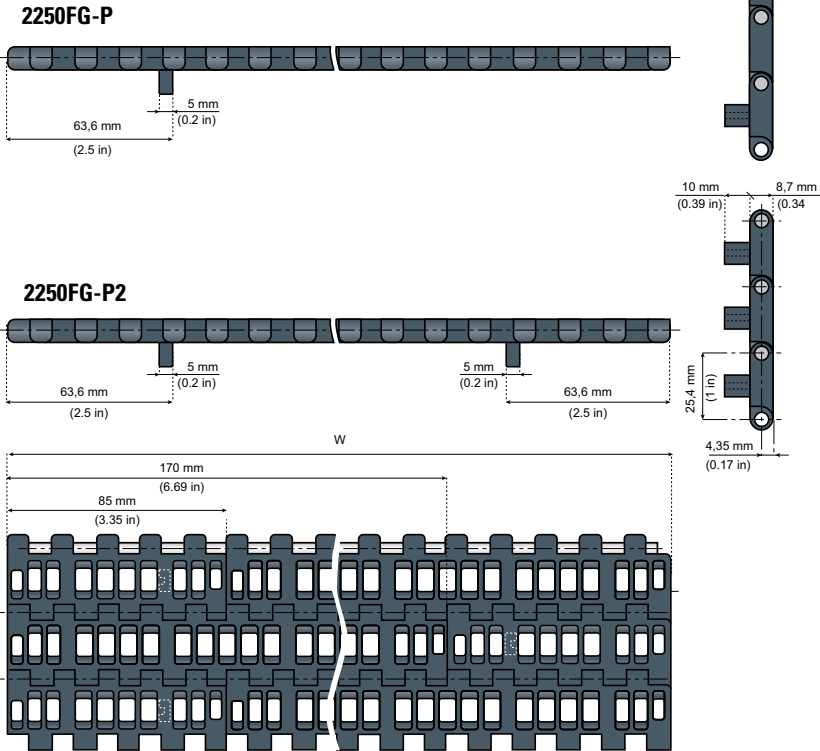 2250FG-P
5 mm
(0.2 in)
63,6 mm
(2.5 in)
10 mm
(0.39 in)
8,7 mm
(0.34
2250FG-P2
5 mm
(0.2 in)
63,6 mm
(2.5 in)
5 mm
(0.2 in)
63,6 mm
(2.5 in)
25,4 mm
(1 in)
4,35 mm
(0.17 in)
W
170 mm
(6.69 in)
85 mm
(3.35 in)